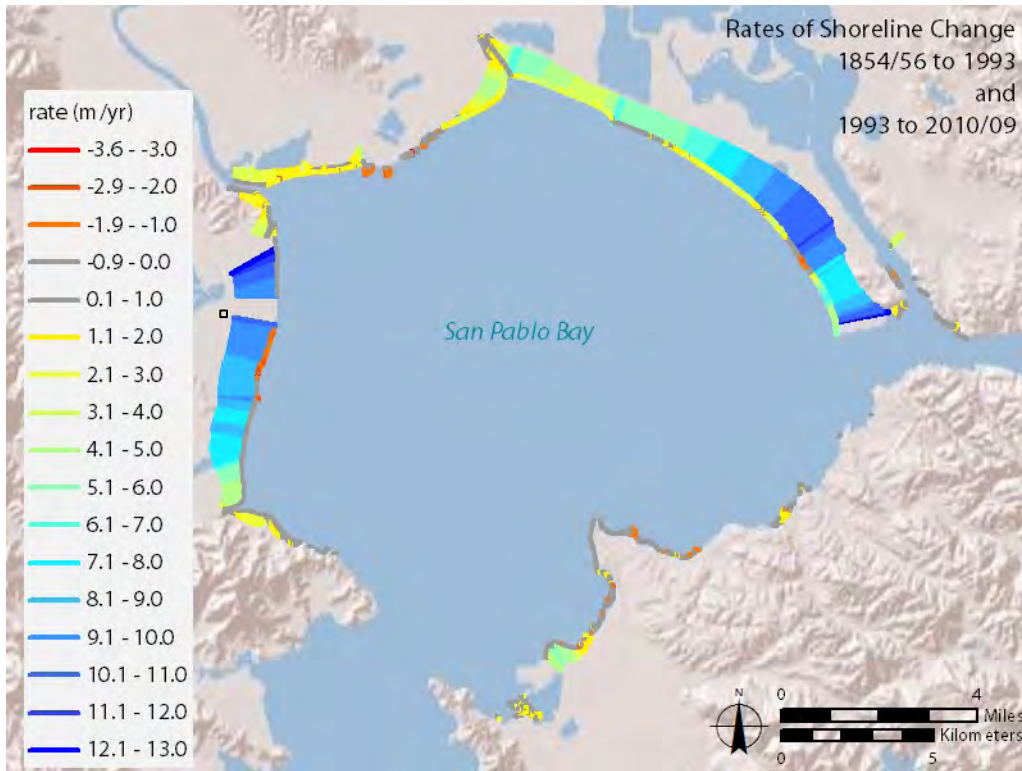 Rates of Shoreline Change
1854/56 to 1993
and
1993 to 2010/09
rate (m/yr)
-3.6 - -3.0
-2.9 - -2.0
-1.9 - -1.0
-0.9 - 0.0
0.1 - 1.0
1.1 - 2.0
2.1 - 3.0
3.1 - 4.0
4.1 - 5.0
5.1 - 6.0
6.1 - 7.0
7.1 - 8.0
8.1 - 9.0
9.1 - 10.0
10.1 - 11.0
11.1 - 12.0
12.1 - 13.0
San Pablo Bay
N
0 4
Miles
Kilometers
0 5